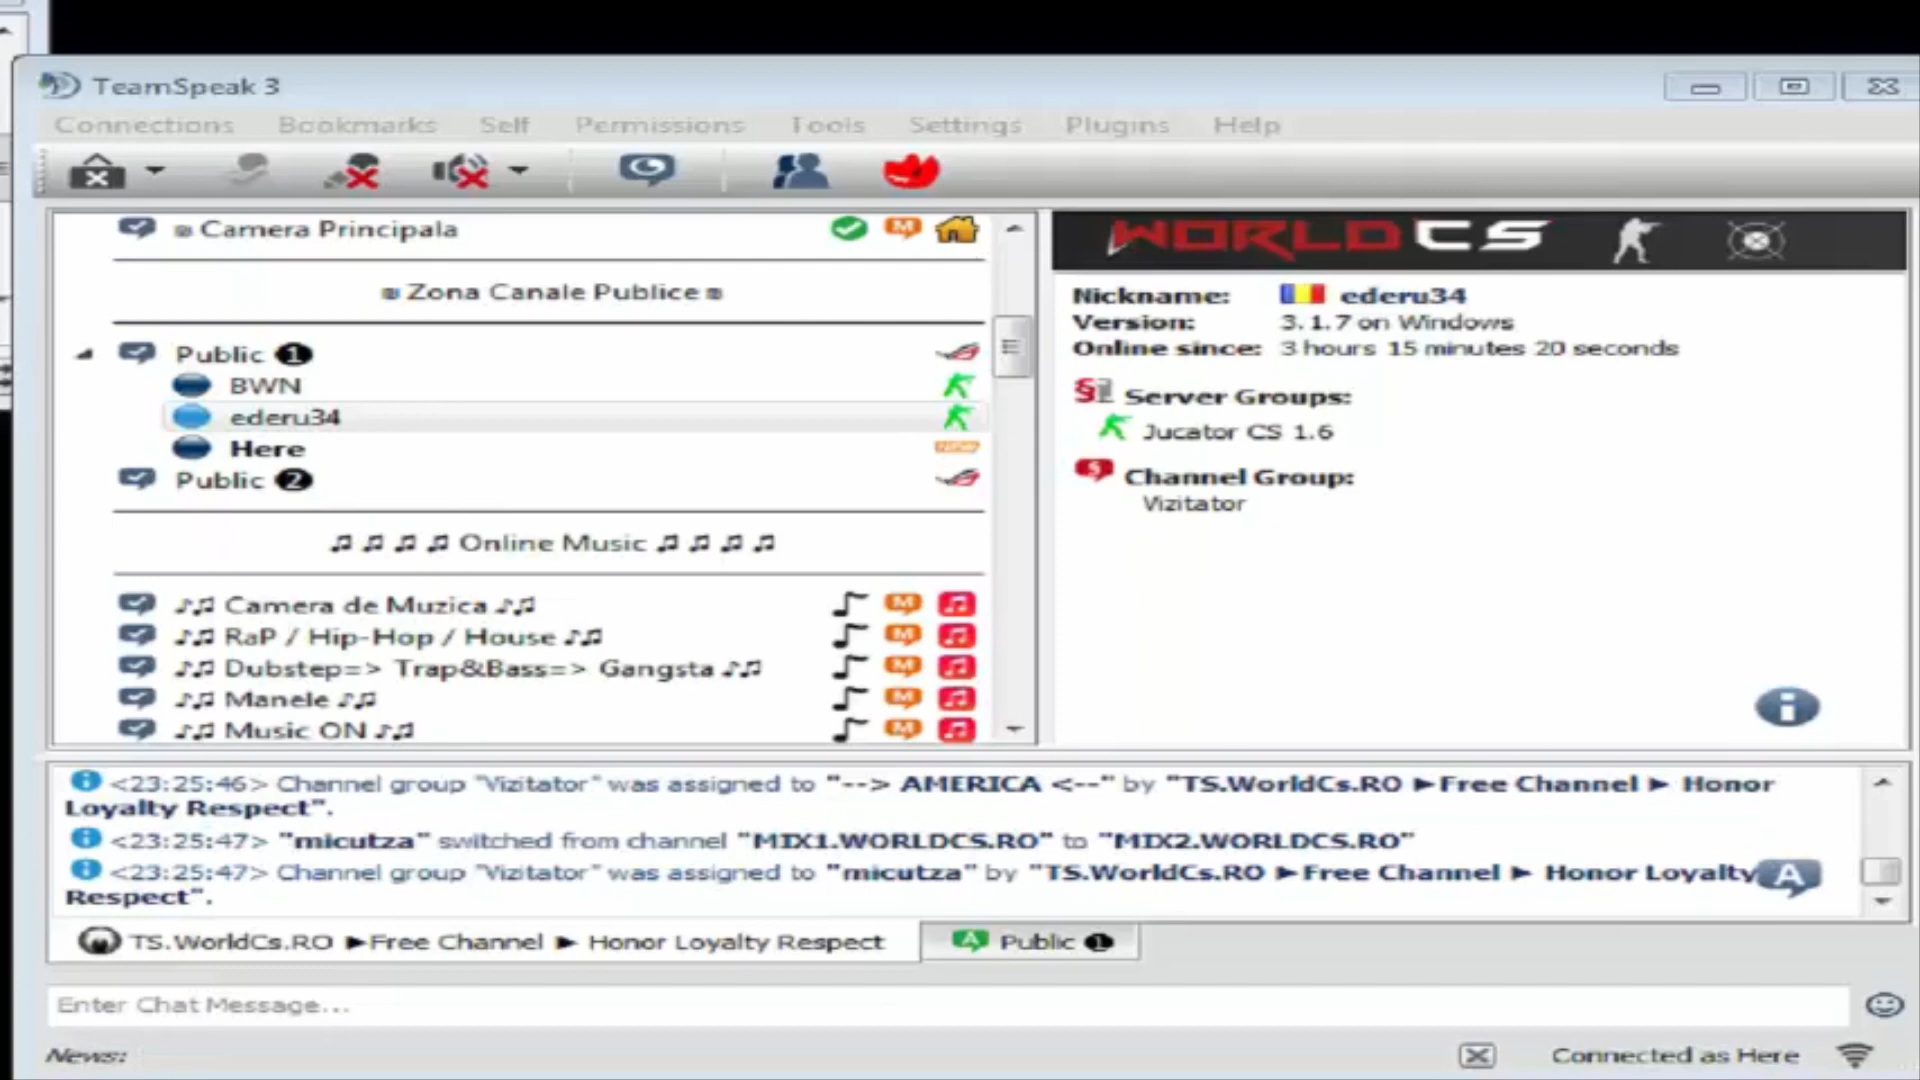 TeamSpeak 3
Connections Bookmarks Self Permissions Tools Settings Plugins Help
Camera Principala
Zona Canale Publice
Public 1
BWN
ederu34
Here
NEW
Public 2
♫ ♫ ♫ ♫ Online Music ♫ ♫ ♫ ♫
♪♫ Camera de Muzica ♪♫
♪♫ RaP / Hip-Hop / House ♪♫
♪♫ Dubstep=> Trap&Bass=> Gangsta ♪♫
♪♫ Manele ♪♫
♪♫ Music ON ♪♫
WORLDCS
Nickname: ederu34
Version: 3.1.7 on Windows
Online since: 3 hours 15 minutes 20 seconds
Server Groups:
Jucator CS 1.6
Channel Group:
Vizitator
<23:25:46> Channel group "Vizitator" was assigned to "--> AMERICA <--" by "TS.WorldCs.RO ►Free Channel ► Honor
Loyalty Respect".
<23:25:47> "micutza" switched from channel "MIX1.WORLDCS.RO" to "MIX2.WORLDCS.RO"
<23:25:47> Channel group "Vizitator" was assigned to "micutza" by "TS.WorldCs.RO ►Free Channel ► Honor Loyalty
Respect".
TS.WorldCs.RO ►Free Channel ► Honor Loyalty Respect
Public 1
Enter Chat Message...
News:
Connected as Here